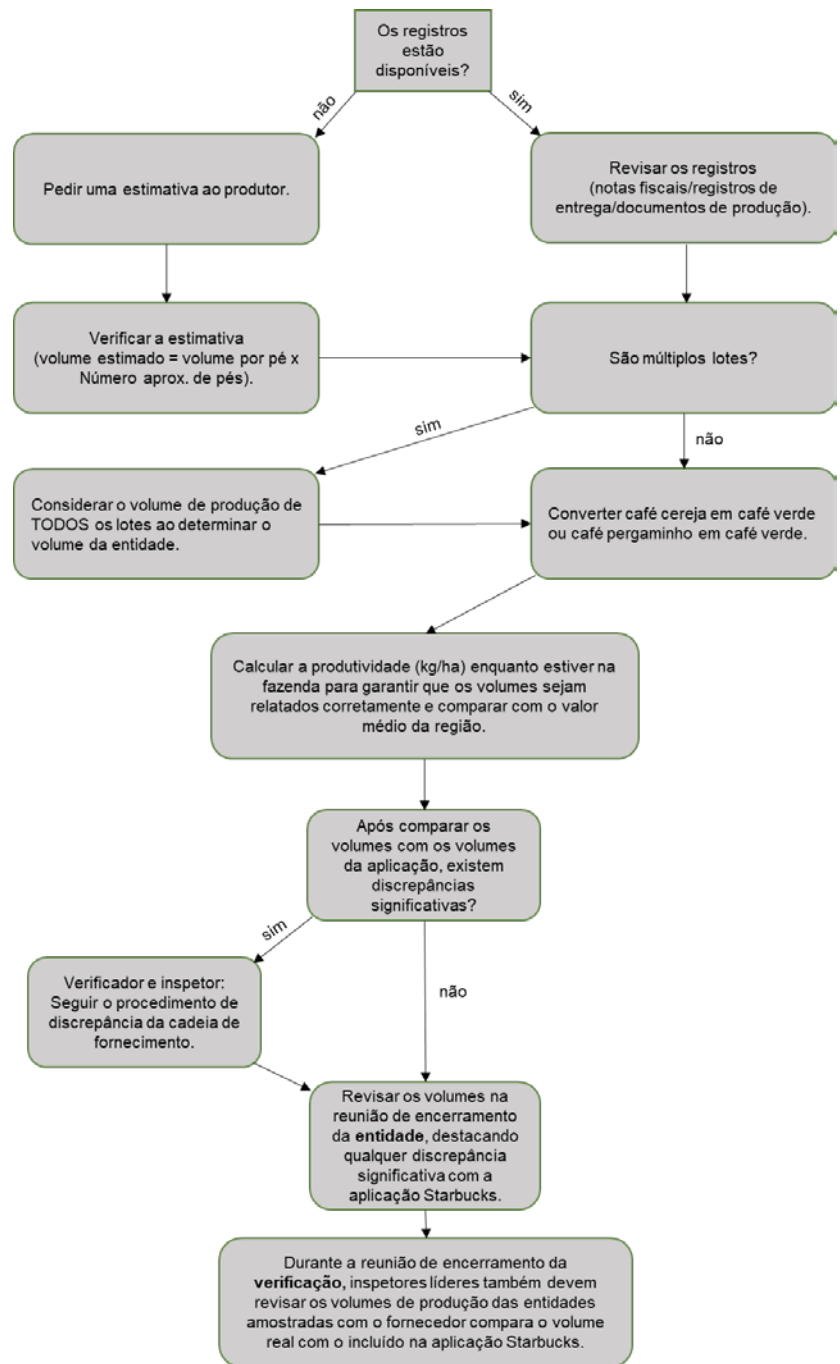 Os registros
estão
disponíveis?
não
sim
Pedir uma estimativa ao produtor.
Revisar os registros
(notas fiscais/registros de
entrega/documentos de produção).
Verificar a estimativa
(volume estimado = volume por pé x
Número aprox. de pés).
São múltiplos lotes?
sim
não
Considerar o volume de produção de
TODOS os lotes ao determinar o
volume da entidade.
Converter café cereja em café verde
ou café pergaminho em café verde.
Calcular a produtividade (kg/ha) enquanto estiver na
fazenda para garantir que os volumes sejam
relatados corretamente e comparar com o valor
médio da região.
Após comparar os
volumes com os volumes
da aplicação, existem
discrepâncias
significativas?
sim
não
Verificador e inspetor:
Seguir o procedimento de
discrepância da cadeia de
fornecimento.
Revisar os volumes na
reunião de encerramento
da entidade, destacando
qualquer discrepância
significativa com a
aplicação Starbucks.
Durante a reunião de encerramento da
verificação, inspetores líderes também devem
revisar os volumes de produção das entidades
amostradas com o fornecedor compara o volume
real com o incluído na aplicação Starbucks.